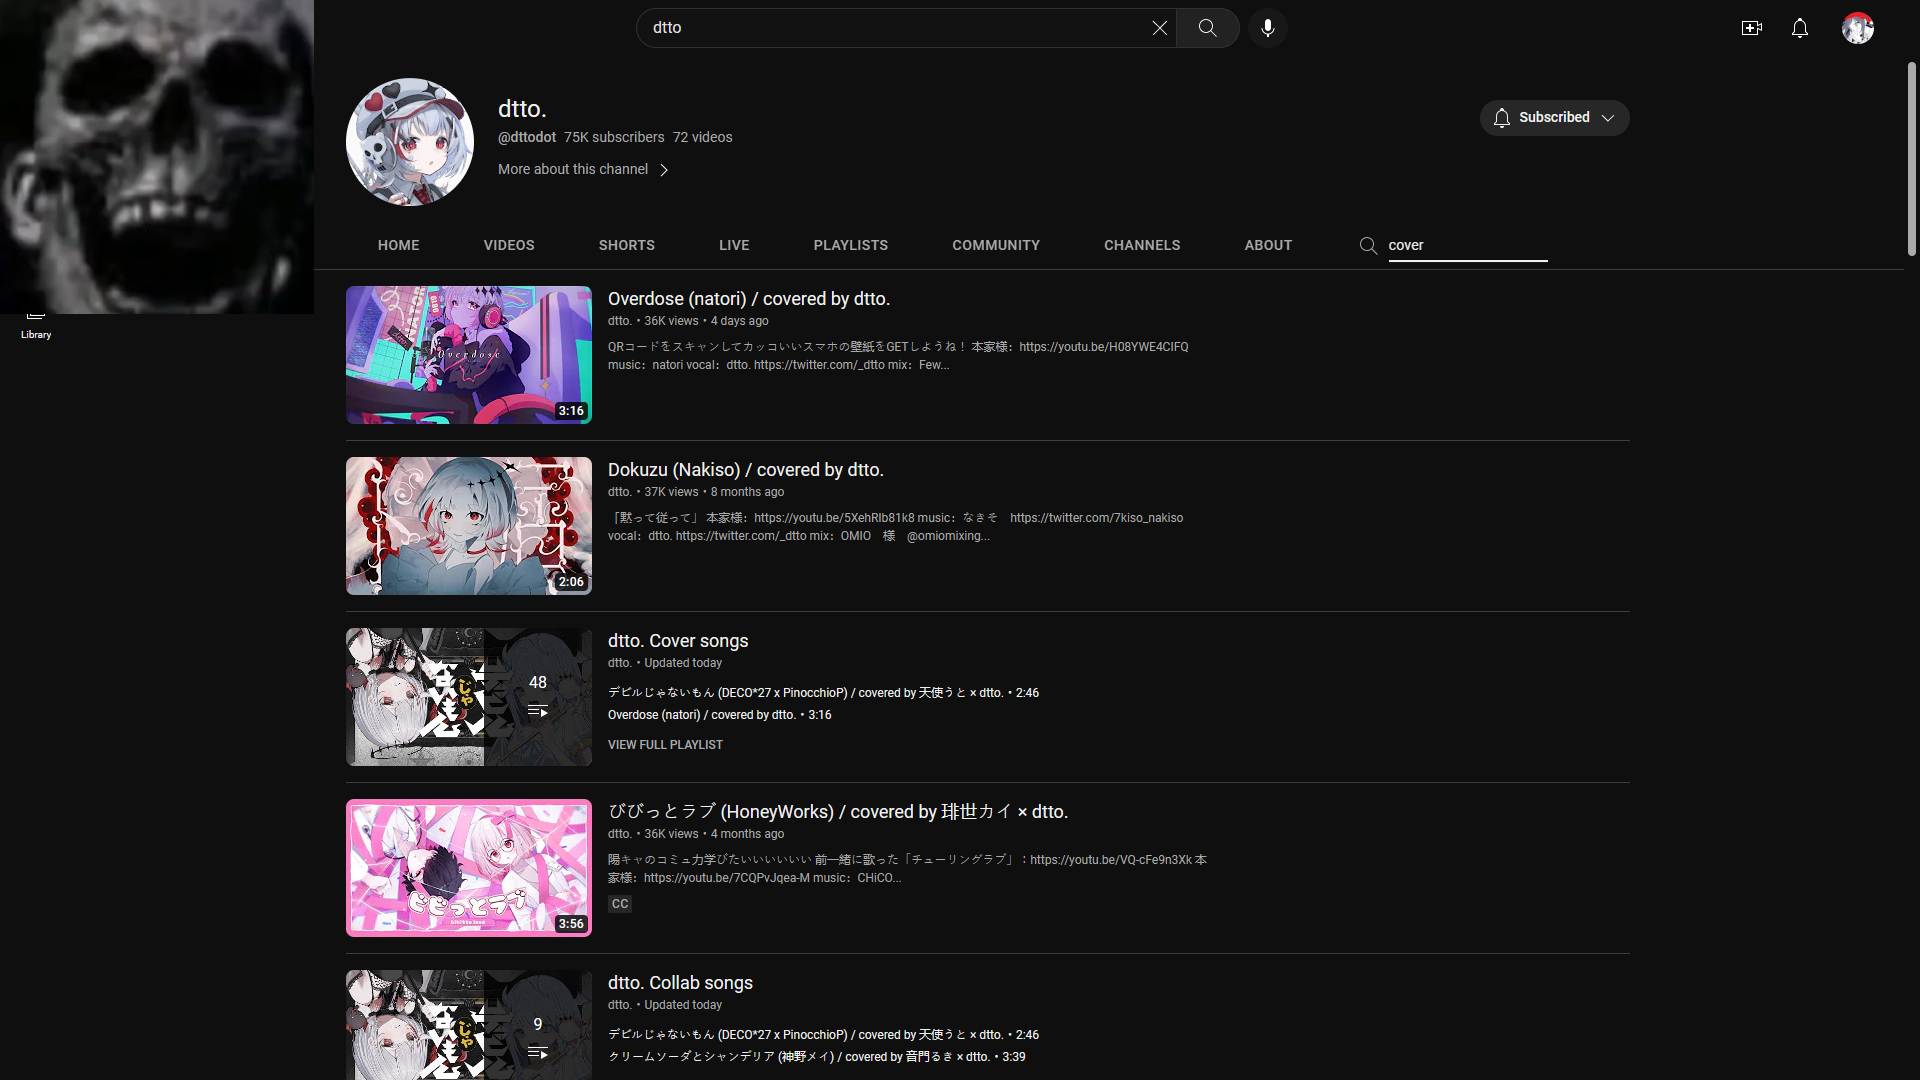 dtto
dtto.
@dttodot 75K subscribers 72 videos
More about this channel
Subscribed
HOME VIDEOS SHORTS LIVE PLAYLISTS COMMUNITY CHANNELS ABOUT cover
Library
Overdose
3:16
Overdose (natori) / covered by dtto.
dtto. • 36K views • 4 days ago
QRコードをスキャンしてカッコいいスマホの壁紙をGETしようね！ 本家様：https://youtu.be/H08YWE4CIFQ
music：natori vocal：dtto. https://twitter.com/_dtto mix：Few...
2:06
Dokuzu (Nakiso) / covered by dtto.
dtto. • 37K views • 8 months ago
「黙って従って」 本家様：https://youtu.be/5XehRIb81k8 music：なきそ　https://twitter.com/7kiso_nakiso
vocal：dtto. https://twitter.com/_dtto mix：OMIO　様　@omiomixing...
48
dtto. Cover songs
dtto. • Updated today
デビルじゃないもん (DECO*27 x PinocchioP) / covered by 天使うと × dtto. • 2:46
Overdose (natori) / covered by dtto. • 3:16
VIEW FULL PLAYLIST
ビビっとラブ
3:56
びびっとラブ (HoneyWorks) / covered by 琲世カイ × dtto.
dtto. • 36K views • 4 months ago
陽キャのコミュ力学びたいいいいいい 前一緒に歌った「チューリングラブ」：https://youtu.be/VQ-cFe9n3Xk 本
家様：https://youtu.be/7CQPvJqea-M music：CHiCO...
CC
9
dtto. Collab songs
dtto. • Updated today
デビルじゃないもん (DECO*27 x PinocchioP) / covered by 天使うと × dtto. • 2:46
クリームソーダとシャンデリア (神野メイ) / covered by 音門るき × dtto. • 3:39